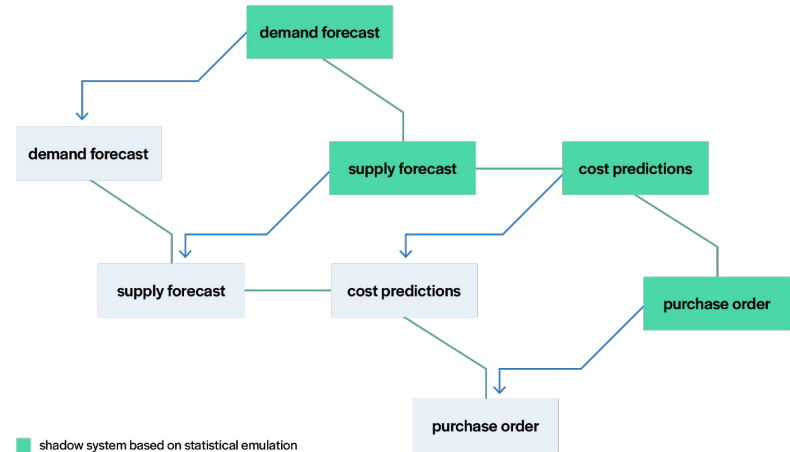 demand forecast
demand forecast
supply forecast
cost predictions
supply forecast
cost predictions
purchase order
purchase order
shadow system based on statistical emulation